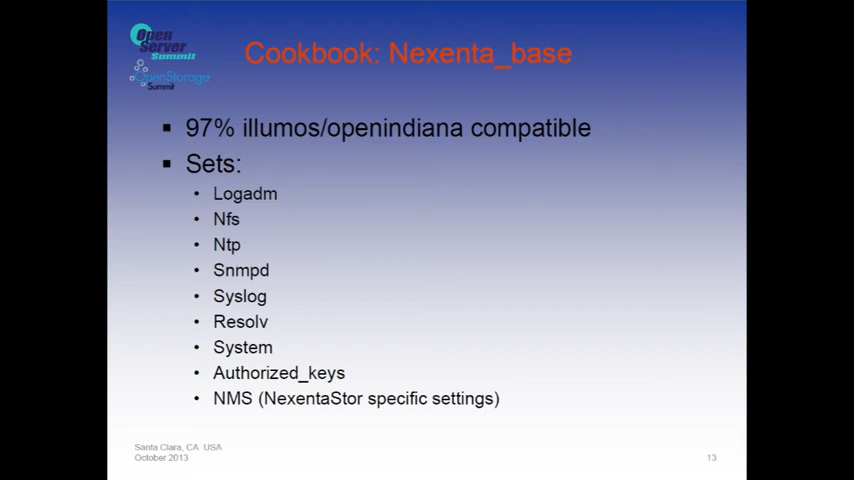 Open
Server
Summit
OpenStorage
Summit
Cookbook: Nexenta_base
▪ 97% illumos/openindiana compatible
▪ Sets:
• Logadm
• Nfs
• Ntp
• Snmpd
• Syslog
• Resolv
• System
• Authorized_keys
• NMS (NexentaStor specific settings)
Santa Clara, CA USA
October 2013
13